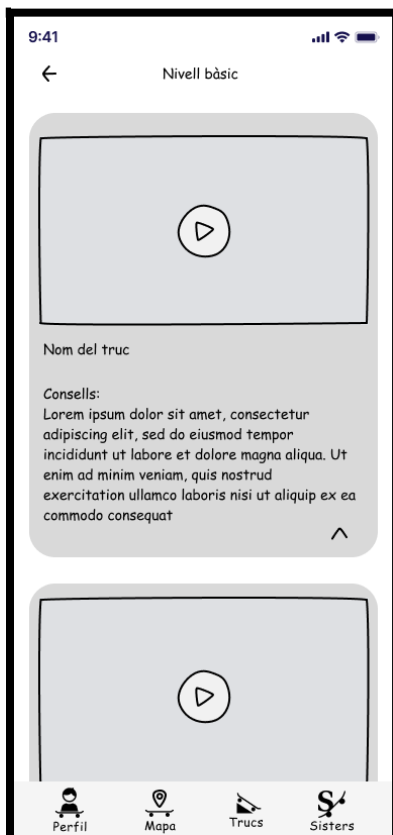 9:41
Nivell bàsic
Nom del truc
Consells:
Lorem ipsum dolor sit amet, consectetur
adipiscing elit, sed do eiusmod tempor
incididunt ut labore et dolore magna aliqua. Ut
enim ad minim veniam, quis nostrud
exercitation ullamco laboris nisi ut aliquip ex ea
commodo consequat
Perfil Mapa Trucs Sisters